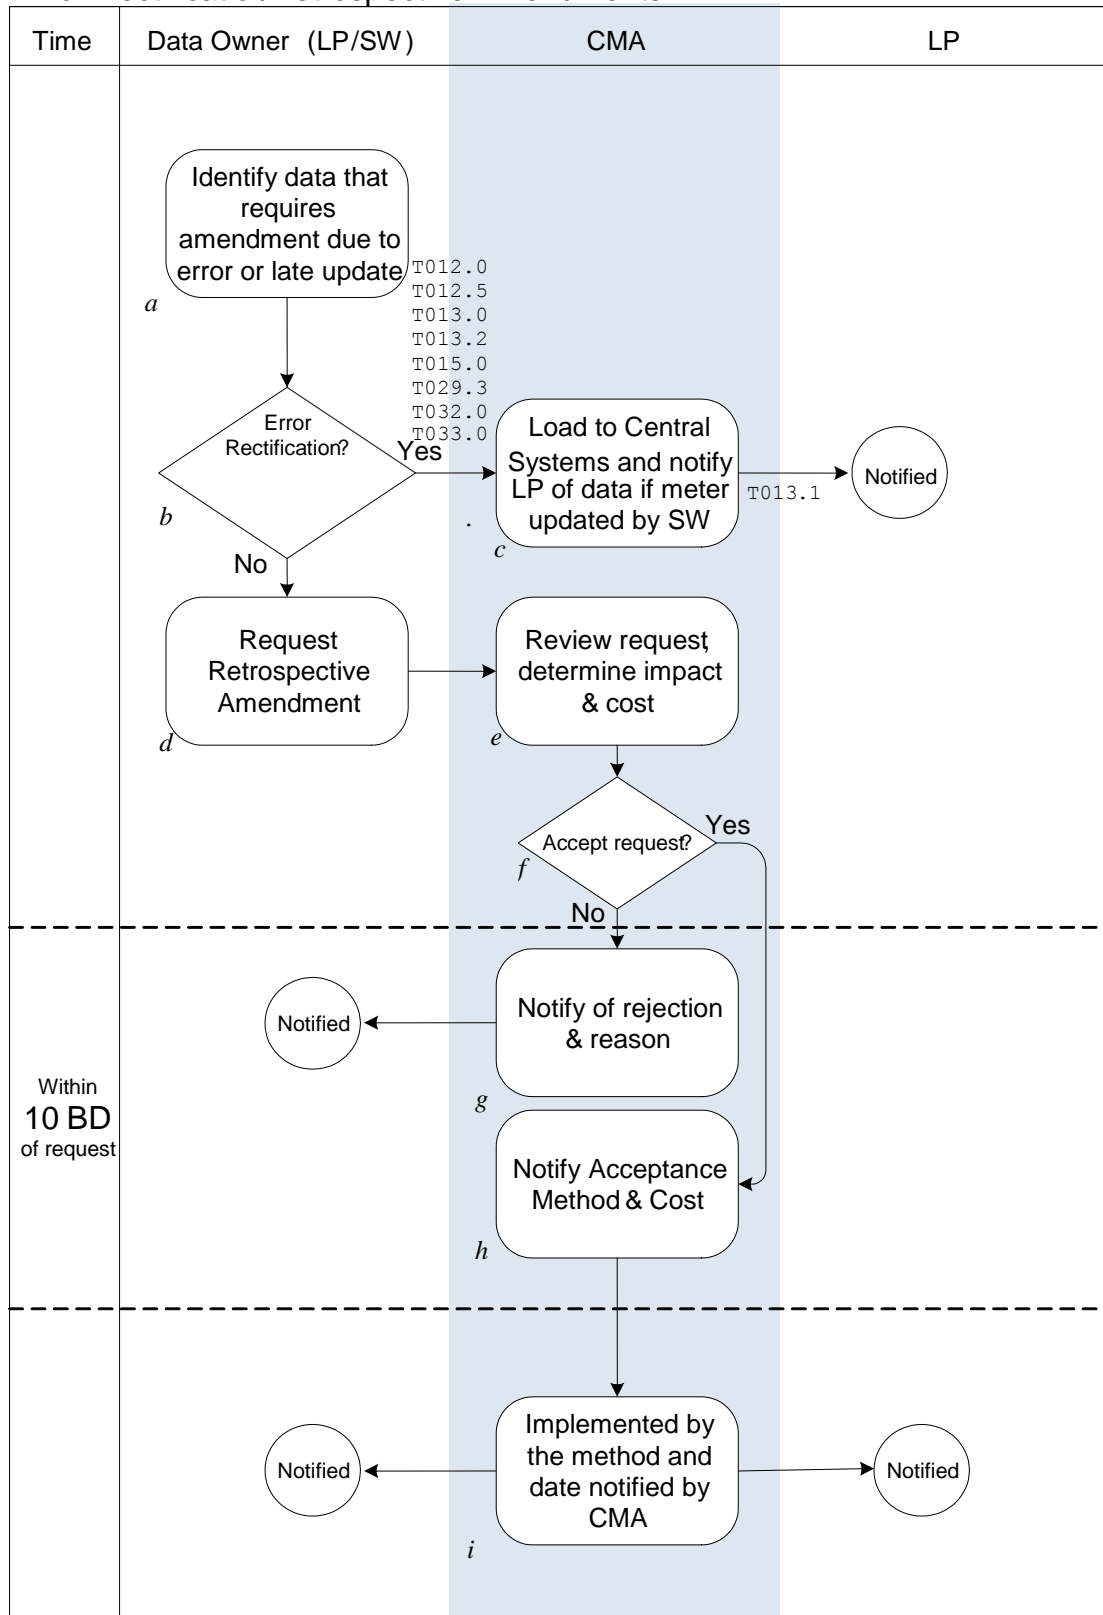 Time
Data Owner (LP/SW)
CMA
LP
Identify data that
requires
amendment due to
error or late update
a
T012.0
T012.5
T013.0
T013.2
T015.0
T029.3
T032.0
T033.0
Error
Rectification?
Yes
b
No
Load to Central
Systems and notify
LP of data if meter
updated by SW
.
c
T013.1
Notified
Request
Retrospective
Amendment
d
Review request,
determine impact
& cost
e
Accept request?
Yes
f
No
Within
10 BD
of request
Notify of rejection
& reason
g
Notified
Notify Acceptance
Method & Cost
h
Implemented by
the method and
date notified by
CMA
i
Notified
Notified